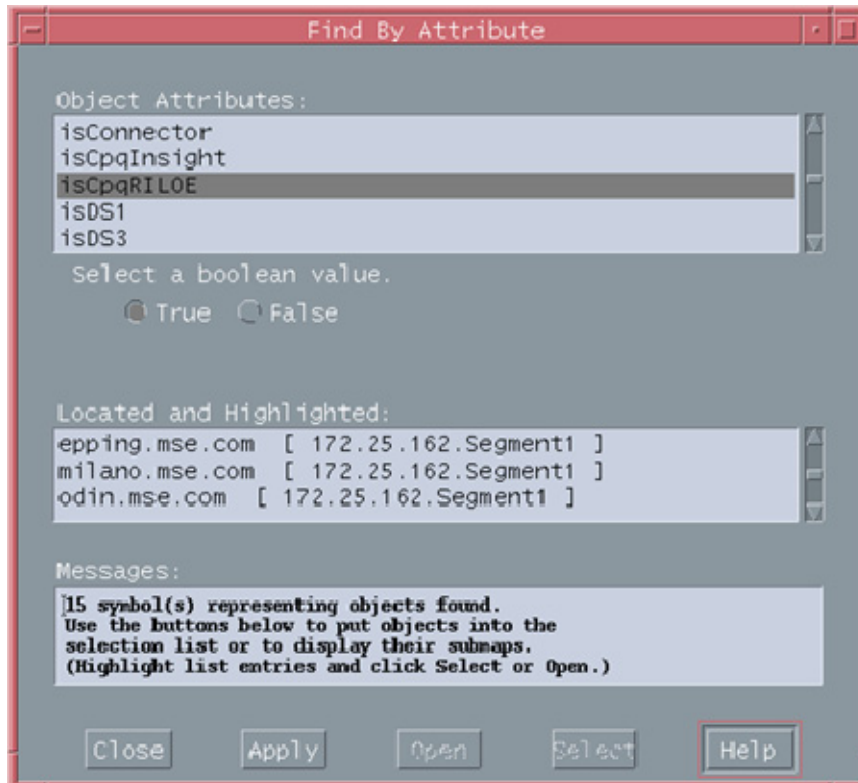 Find By Attribute
Object Attributes:
isConnector
isCpqInsight
isCpqRILOE
isDS1
isDS3
Select a boolean value.
True False
Located and Highlighted:
epping.mse.com [ 172.25.162.Segment1 ]
milano.mse.com [ 172.25.162.Segment1 ]
odin.mse.com [ 172.25.162.Segment1 ]
Messages:
15 symbol(s) representing objects found.
Use the buttons below to put objects into the
selection list or to display their submaps.
(Highlight list entries and click Select or Open.)
Close Apply Open Select Help